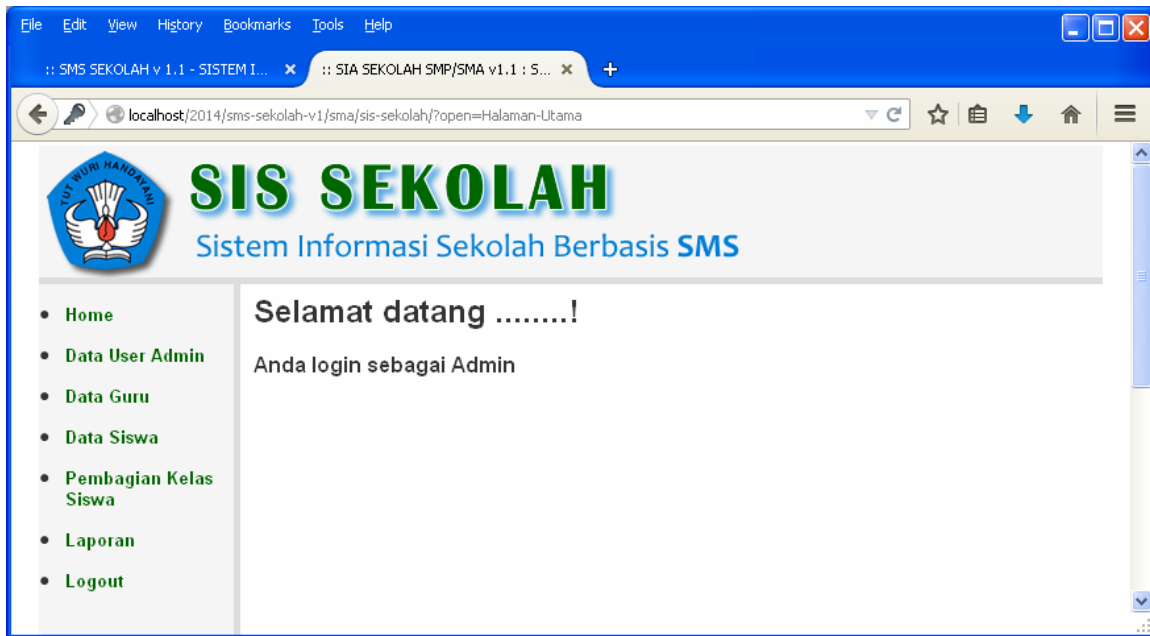 File Edit View History Bookmarks Tools Help
:: SMS SEKOLAH v 1.1 - SISTEM I...
:: SIA SEKOLAH SMP/SMA v1.1 : S...
localhost/2014/sms-sekolah-v1/sma/sis-sekolah/?open=Halaman-Utama
TUT WURI HANDAYANI
SIS SEKOLAH
Sistem Informasi Sekolah Berbasis SMS
Home
Data User Admin
Data Guru
Data Siswa
Pembagian Kelas
Siswa
Laporan
Logout
Selamat datang ........!
Anda login sebagai Admin